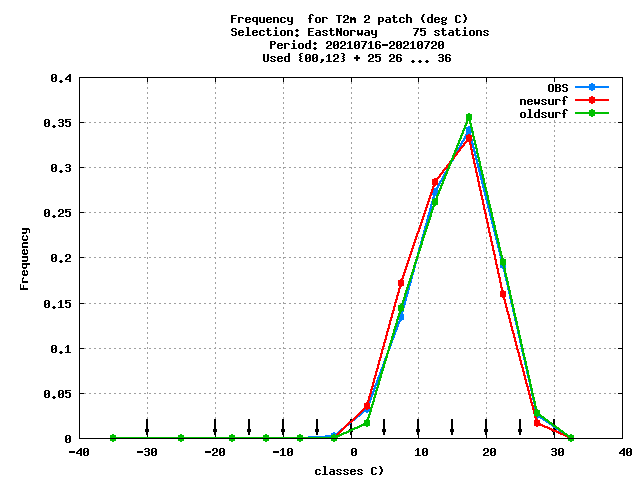 Frequency  for T2m 2 patch (deg C)
Selection: EastNorway     75 stations
Period: 20210716-20210720
Used {00,12} + 25 26 ... 36
OBS
newsurf
oldsurf
0.4
0.35
0.3
0.25
0.2
0.15
0.1
0.05
0
Frequency
-40 -30 -20 -10 0 10 20 30 40
classes C)